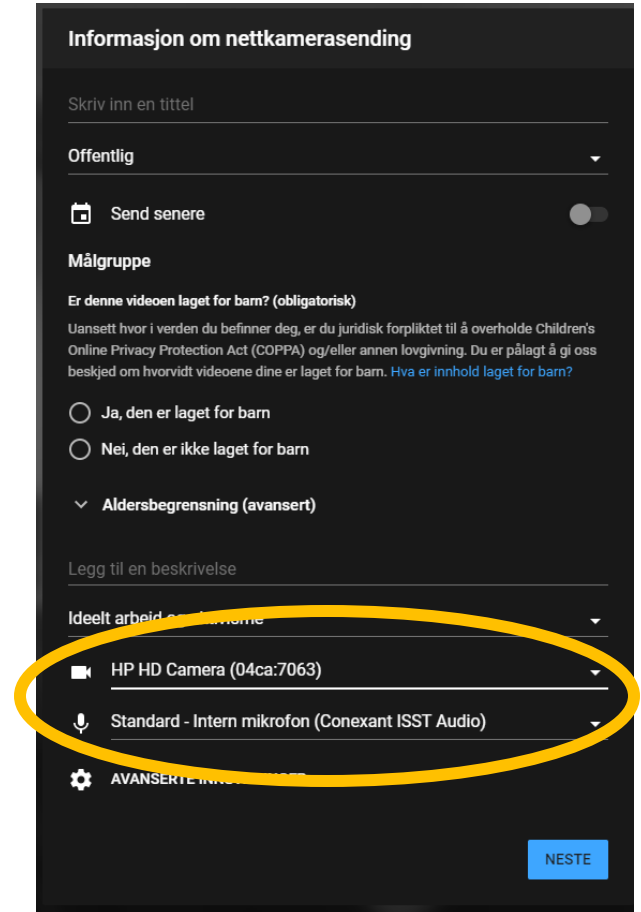 Informasjon om nettkamerasending
Skriv inn en tittel
Offentlig
Send senere
Målgruppe
Er denne videoen laget for barn? (obligatorisk)
Uansett hvor i verden du befinner deg, er du juridisk forpliktet til å overholde Children's
Online Privacy Protection Act (COPPA) og/eller annen lovgivning. Du er pålagt å gi oss
beskjed om hvorvidt videoene dine er laget for barn. Hva er innhold laget for barn?
Ja, den er laget for barn
Nei, den er ikke laget for barn
Aldersbegrensning (avansert)
Legg til en beskrivelse
Ideelt arbeid
HP HD Camera (04ca:7063)
Standard - Intern mikrofon (Conexant ISST Audio)
AVANSERTE
NESTE